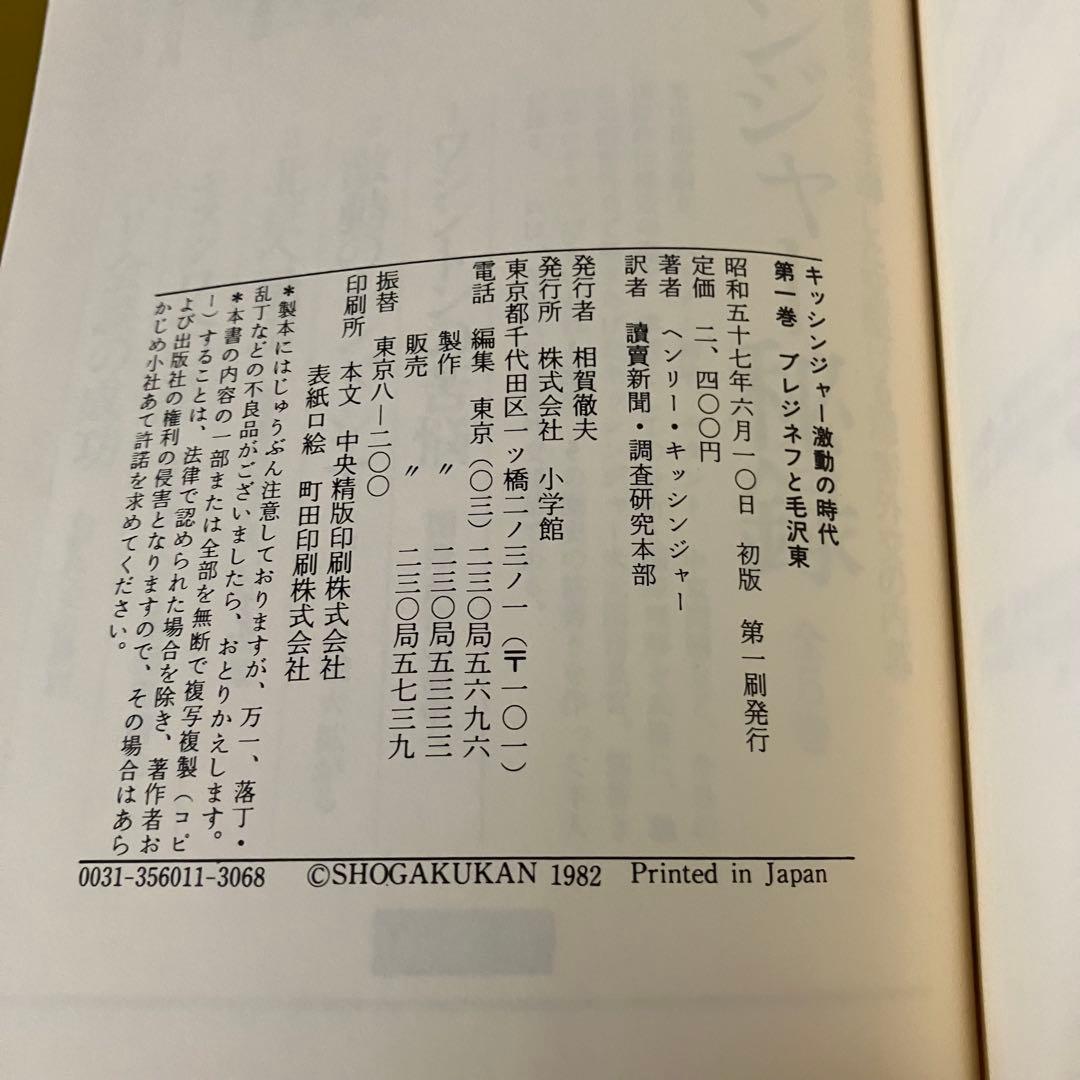 キッシンジャー激動の時代
第一巻 ブレジネフと毛沢東
昭和五十七年六月一〇日 初版 第一刷発行
定価 二、四〇〇円
著者 ヘンリー・キッシンジャー
訳者 讀賣新聞・調査研究本部
発行者 相賀徹夫
発行所 株式会社 小学館
東京都千代田区一ッ橋二ノ三ノ一（〒一〇一）
電話 編集 東京（〇三）二三〇局五六九六
製作 〃 二三〇局五三三三
販売 〃 二三〇局五七三九
振替 東京八―二〇〇
印刷所 本文 中央精版印刷株式会社
表紙口絵 町田印刷株式会社
＊製本にはじゅうぶん注意しておりますが、万一、落丁・
乱丁などの不良品がございましたら、おとりかえします。
＊本書の内容の一部または全部を無断で複写複製（コピ
ー）することは、法律で認められた場合を除き、著作者お
よび出版社の権利の侵害となりますので、その場合はあら
かじめ小社あて許諾を求めてください。
0031-356011-3068 ©SHOGAKUKAN 1982 Printed in Japan